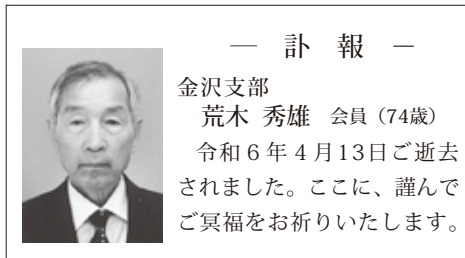 ― 訃 報 －
金沢支部
荒木 秀雄 会員（74歳）
令和６年４月13日ご逝去
されました。ここに、謹んで
ご冥福をお祈りいたします。